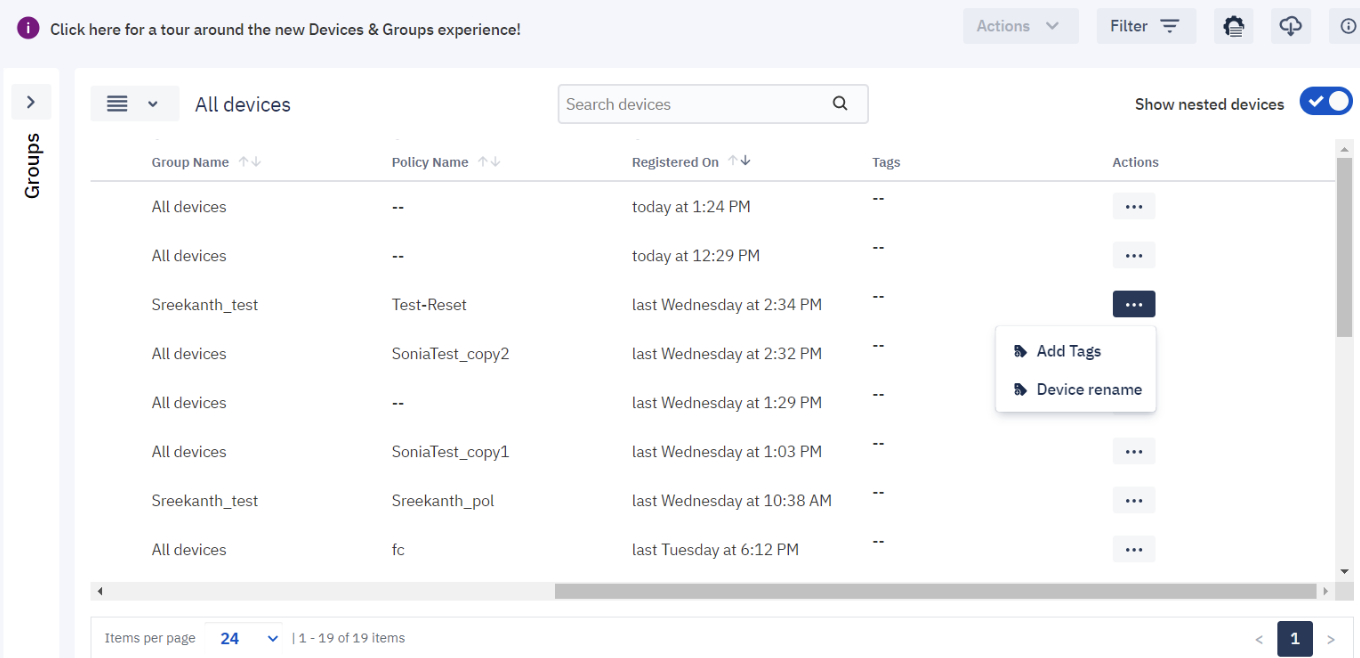 Click here for a tour around the new Devices & Groups experience!
Actions
Filter
Groups
All devices
Search devices
Show nested devices
Group Name Policy Name Registered On Tags Actions
All devices -- today at 1:24 PM -- ...
All devices -- today at 12:29 PM -- ...
Sreekanth_test Test-Reset last Wednesday at 2:34 PM -- ...
All devices SoniaTest_copy2 last Wednesday at 2:32 PM --
Add Tags
Device rename
All devices -- last Wednesday at 1:29 PM --
All devices SoniaTest_copy1 last Wednesday at 1:03 PM -- ...
Sreekanth_test Sreekanth_pol last Wednesday at 10:38 AM -- ...
All devices fc last Tuesday at 6:12 PM -- ...
Items per page 24 | 1 - 19 of 19 items < 1 >